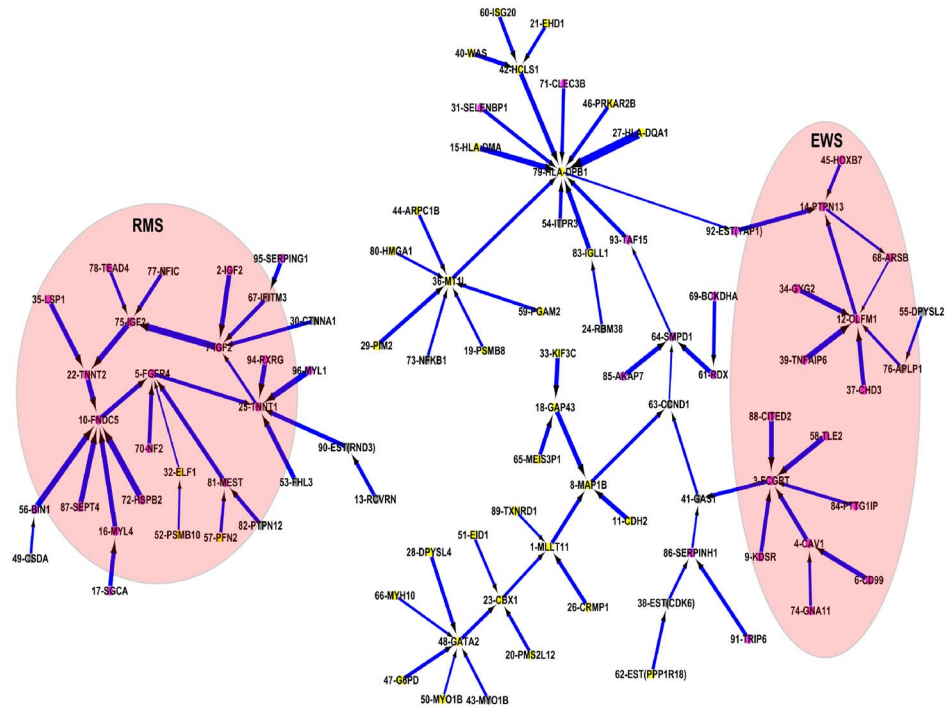 60-ISG20
21-EHD1
40-WAS
42-HCLS1
71-CLEC3B
31-SELENBP1
46-PRKAR2B
27-HLA-DQA1
15-HLA-DMA
79-HLA-DPB1
EWS
45-HOXB7
14-PTPN13
92-EST(YAP1)
68-ARSB
44-ARPC1B
54-ITPR3
93-TAF15
83-IGLL1
80-HMGA1
36-MT1L
59-PGAM2
24-RBM38
29-PIM2
73-NFKB1
19-PSMB8
RMS
78-TEAD4
77-NFIC
2-IGF2
95-SERPING1
67-IFITM3
35-LSP1
75-IGF2
30-CTNNA1
7-IGF2
94-RXRG
96-MYL1
22-TNNT2
5-FGFR4
25-TNNT1
10-FNDC5
70-NF2
32-ELF1
81-MEST
90-EST(RND3)
53-FHL3
13-RCVRN
56-BIN1
87-SEPT4
72-HSPB2
16-MYL4
52-PSMB10
57-PFN2
82-PTPN12
49-CSDA
17-SGCA
69-BCKDHA
64-SMPD1
85-AKAP7
61-RDX
33-KIF3C
18-GAP43
63-CCND1
65-MEIS3P1
8-MAP1B
11-CDH2
41-GAS1
89-TXNRD1
51-EID1
1-MLLT11
28-DPYSL4
66-MYH10
23-CBX1
26-CRMP1
86-SERPINH1
38-EST(CDK6)
48-GATA2
20-PMS2L12
91-TRIP6
47-G6PD
50-MYO1B
43-MYO1B
62-EST(PPP1R18)
34-GYG2
12-OLFM1
55-DPYSL2
39-TNFAIP6
76-APLP1
37-CHD3
88-CITED2
58-TLE2
3-FCGRT
84-PTTG1IP
9-KDSR
4-CAV1
6-CD99
74-GNA11